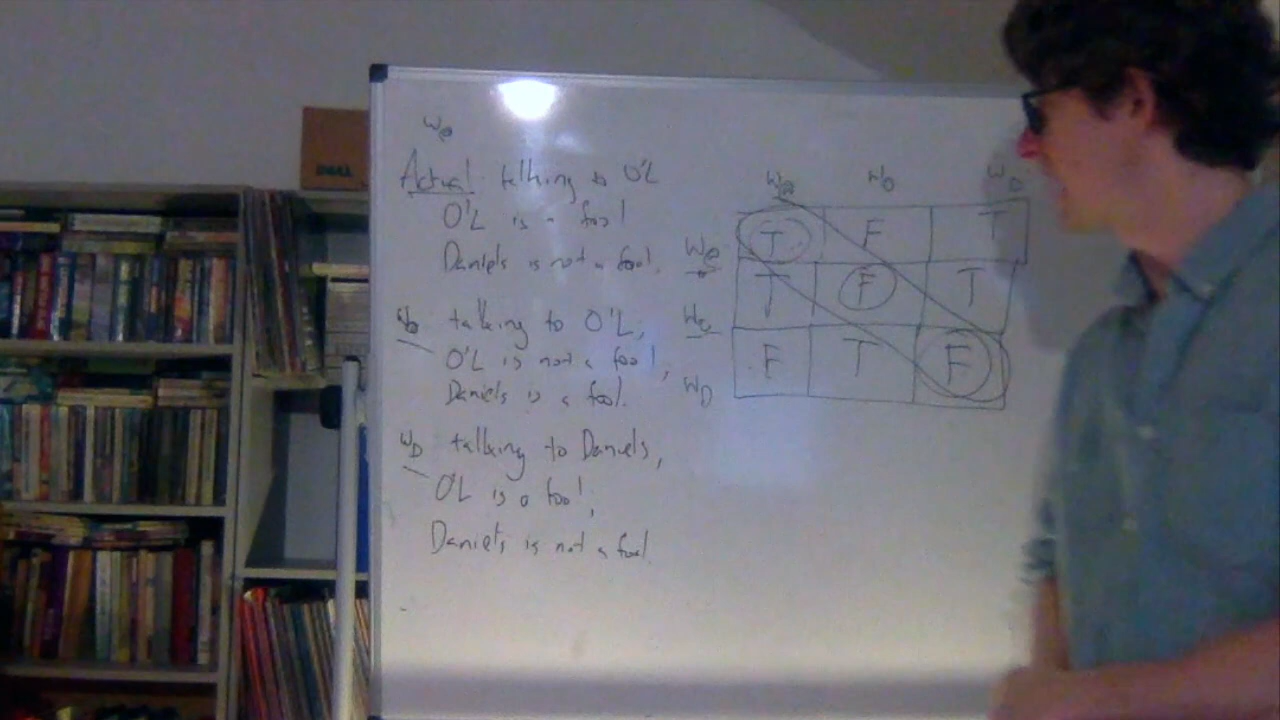 DELL
W@
Actual talking to O'L
O'L is a fool
Daniels is not a fool.
talking to O'L;
O'L is not a fool,
Daniels is a fool.
WD talking to Daniels,
O'L is a fool;
Daniels is not a fool
W@ WD
W@ T F T
T F T
WD F T F